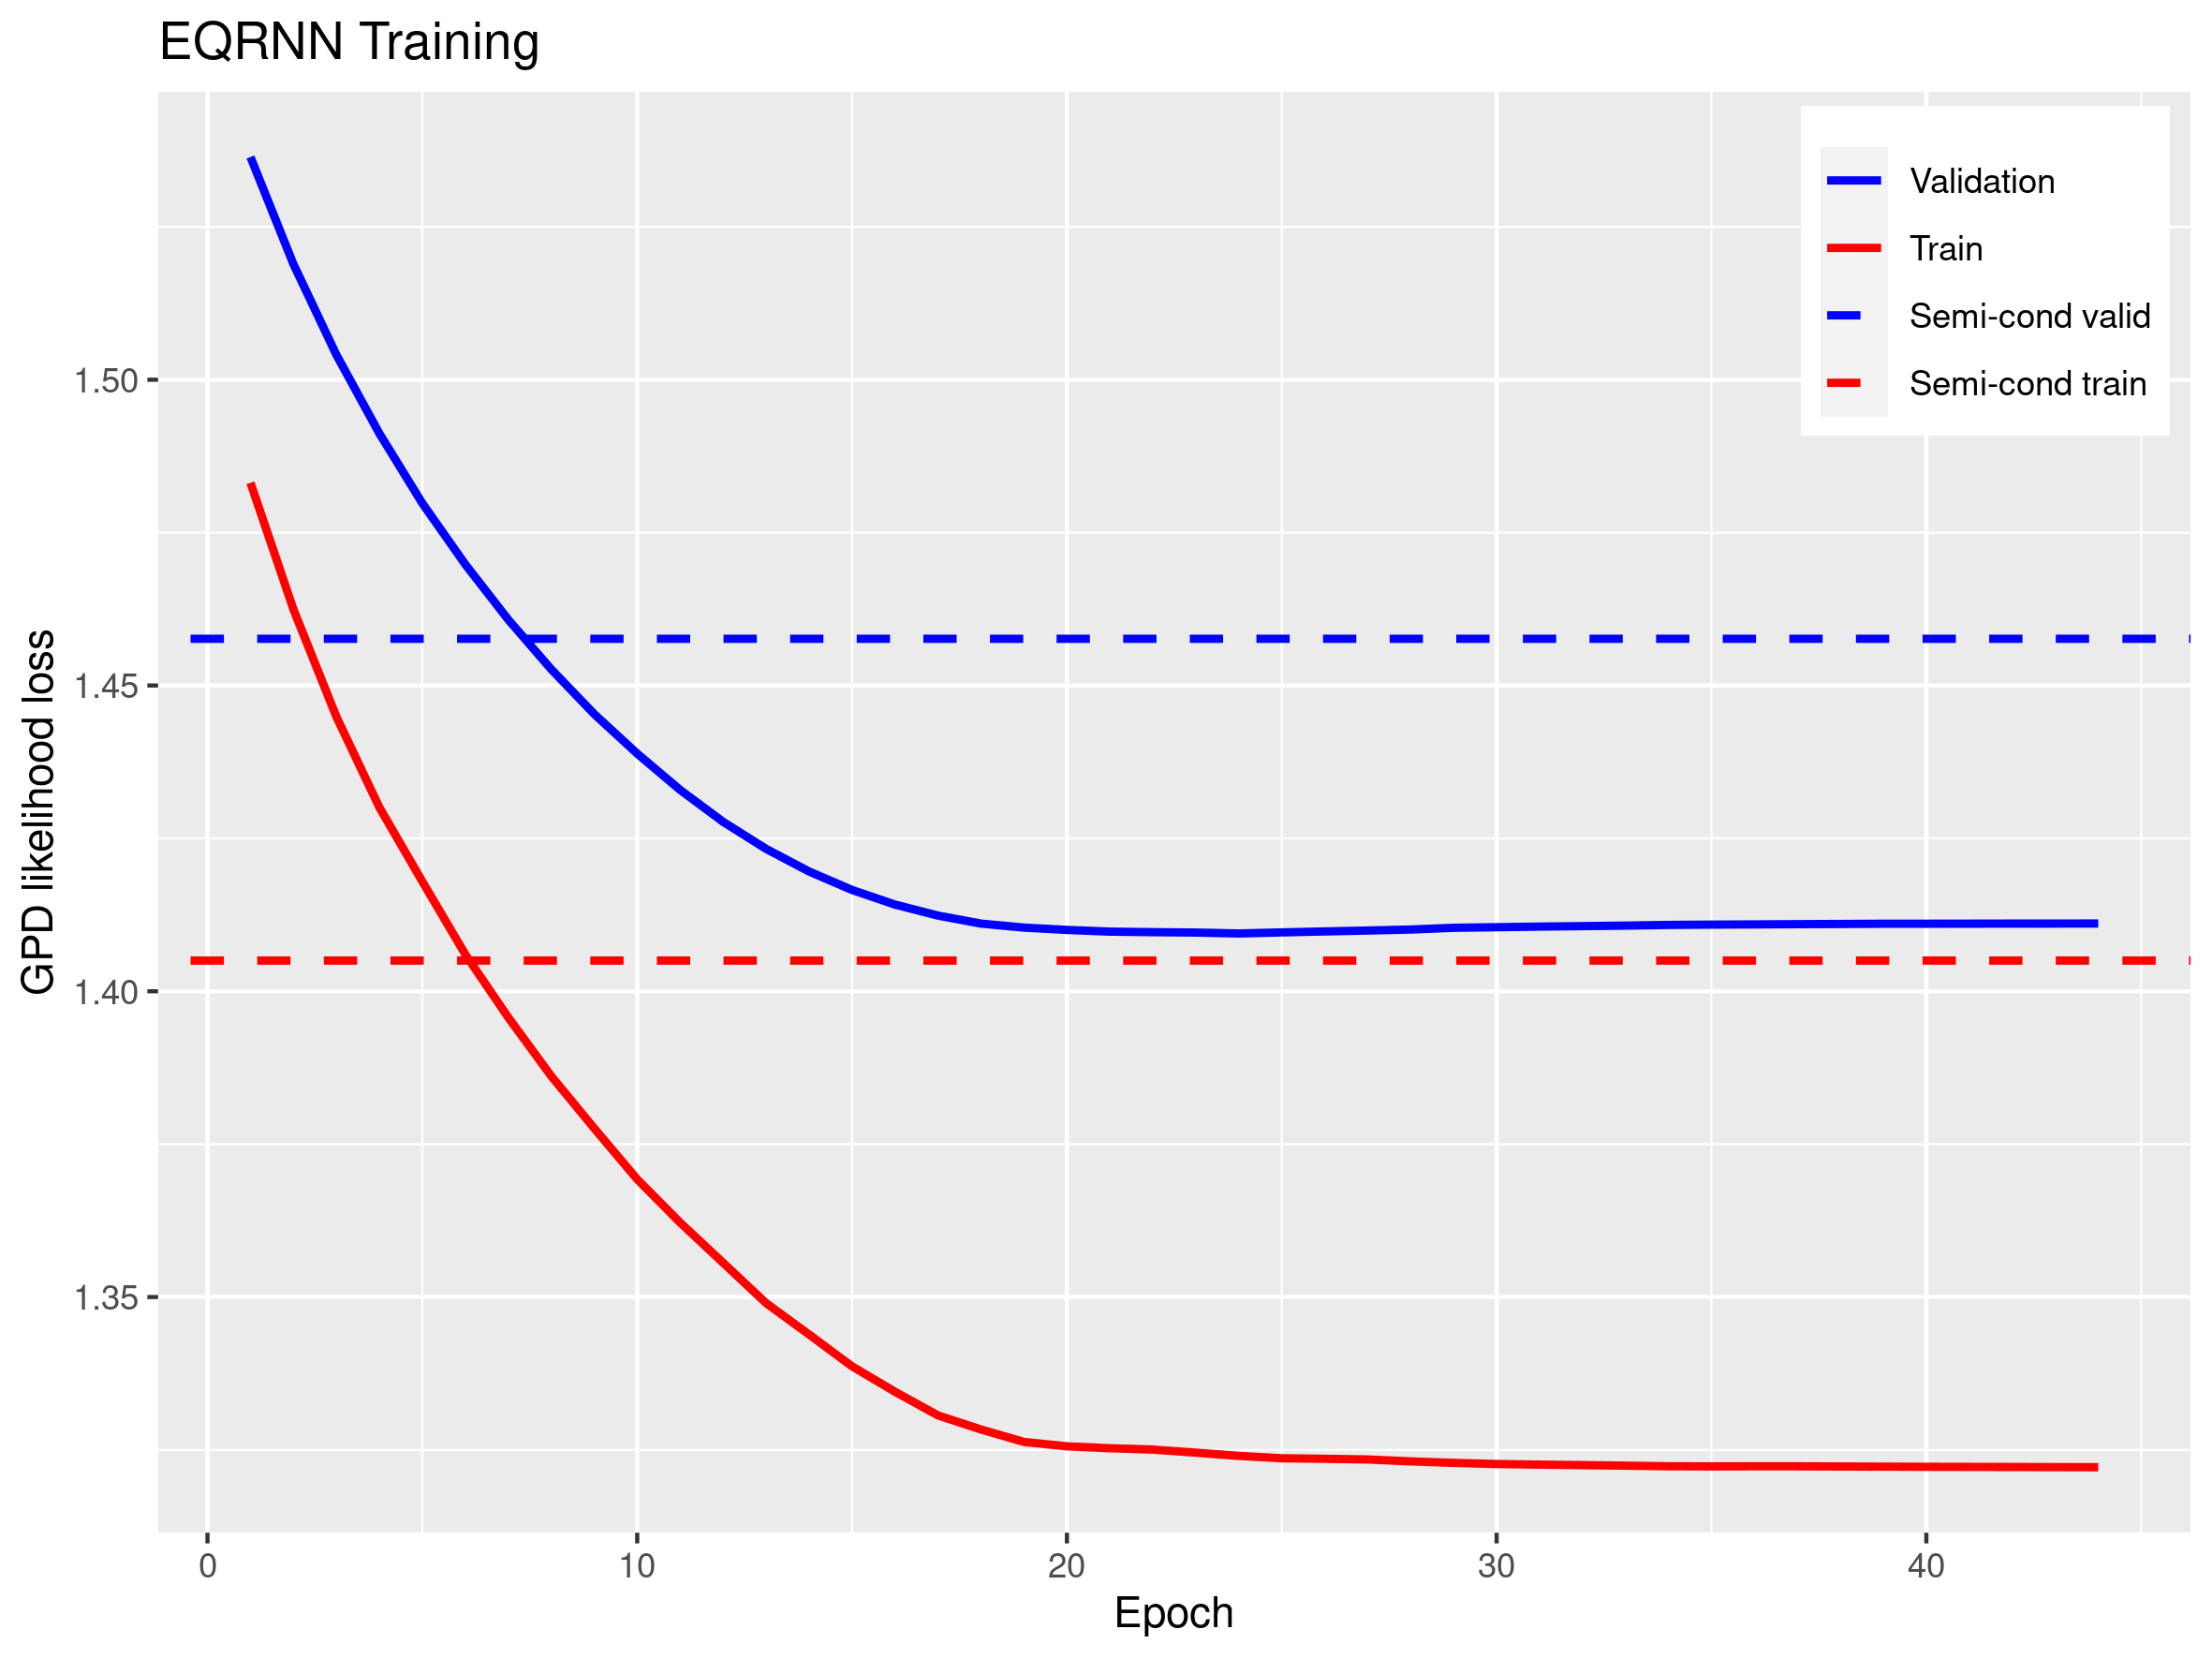 EQRNN Training
Validation
Train
Semi-cond valid
Semi-cond train
GPD likelihood loss
1.50
1.45
1.40
1.35
0 10 20 30 40
Epoch